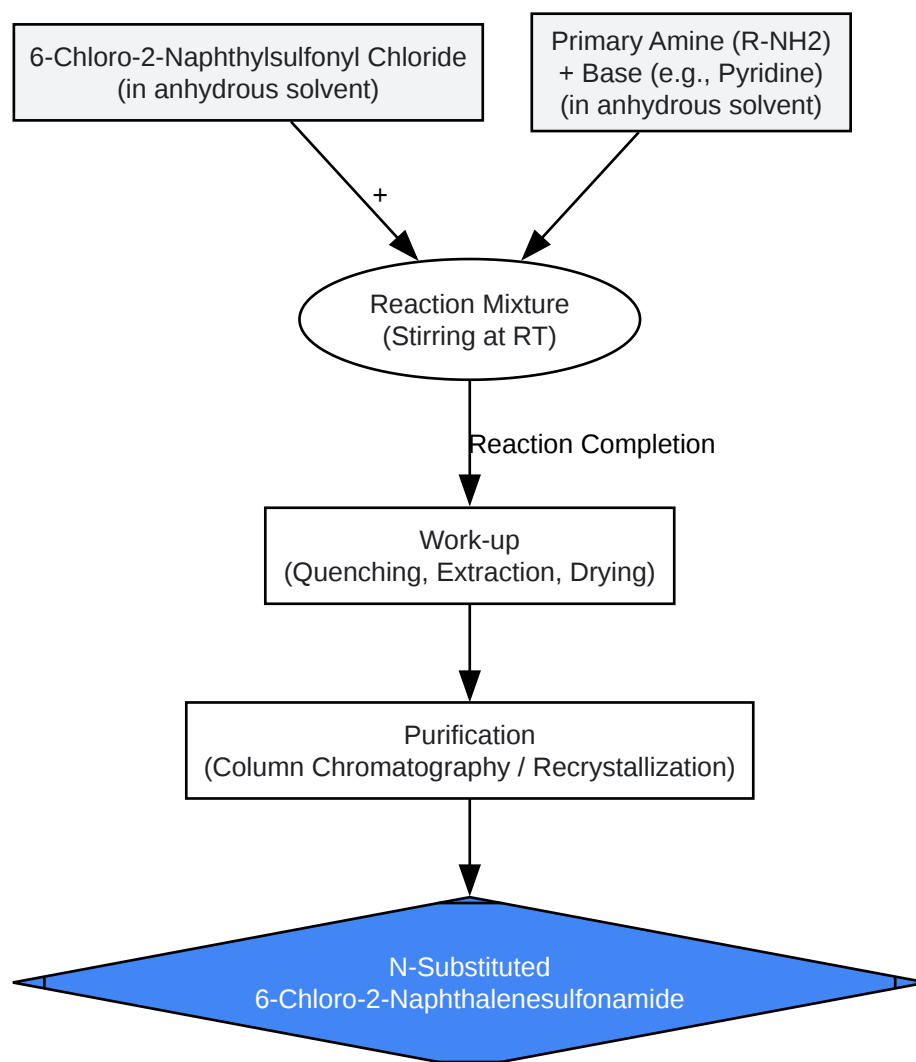 6-Chloro-2-Naphthylsulfonyl Chloride
(in anhydrous solvent)
Primary Amine (R-NH2)
+ Base (e.g., Pyridine)
(in anhydrous solvent)
+
Reaction Mixture
(Stirring at RT)
Reaction Completion
Work-up
(Quenching, Extraction, Drying)
Purification
(Column Chromatography / Recrystallization)
N-Substituted
6-Chloro-2-Naphthalenesulfonamide